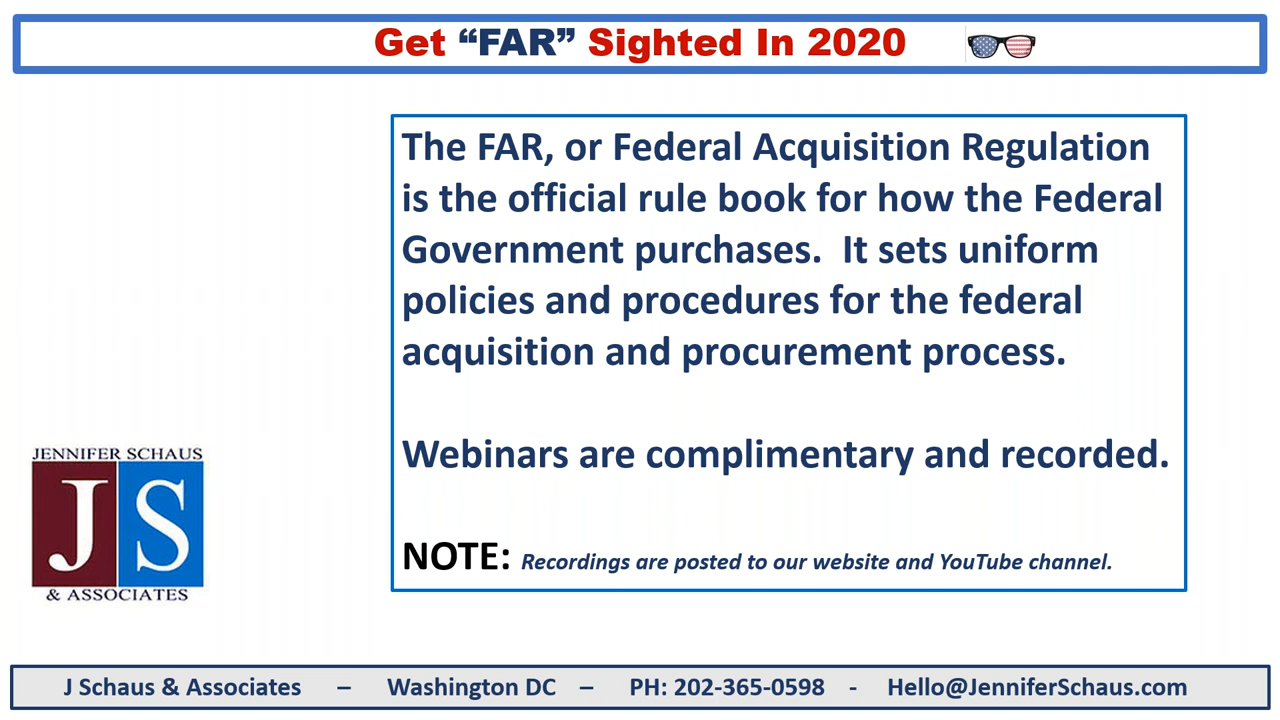 Get “FAR” Sighted In 2020
The FAR, or Federal Acquisition Regulation
is the official rule book for how the Federal
Government purchases.  It sets uniform
policies and procedures for the federal
acquisition and procurement process.
Webinars are complimentary and recorded.
NOTE: Recordings are posted to our website and YouTube channel.
JENNIFER SCHAUS
JS
& ASSOCIATES
J Schaus & Associates – Washington DC – PH: 202-365-0598 - Hello@JenniferSchaus.com